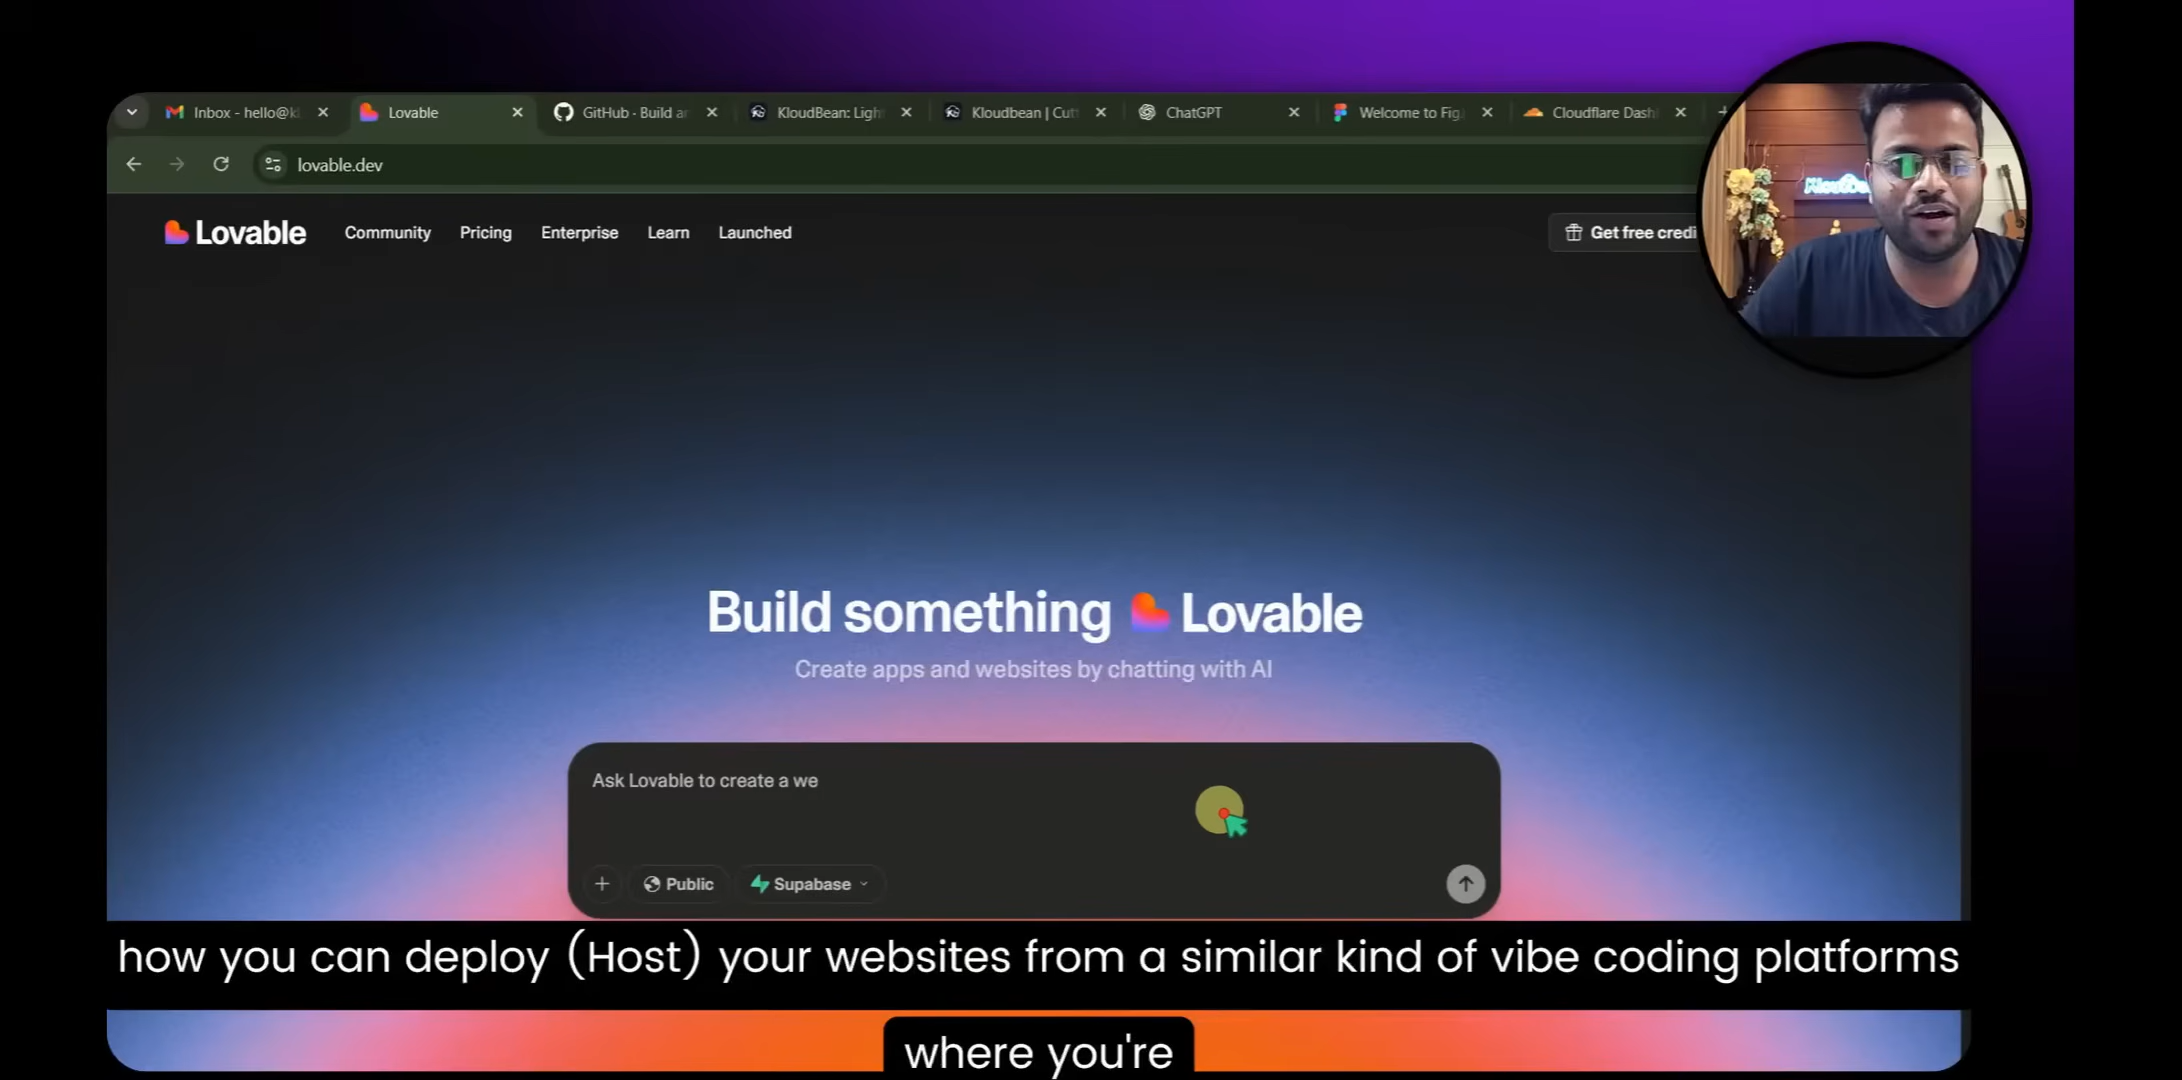 Inbox - hello@kl
Lovable
GitHub · Build an
KloudBean: Ligh
Kloudbean | Cutt
ChatGPT
Welcome to Fig
Cloudflare Dash
lovable.dev
Lovable Community Pricing Enterprise Learn Launched
Get free credi
Build something Lovable
Create apps and websites by chatting with AI
Ask Lovable to create a we
Public Supabase
how you can deploy (Host) your websites from a similar kind of vibe coding platforms
where you're